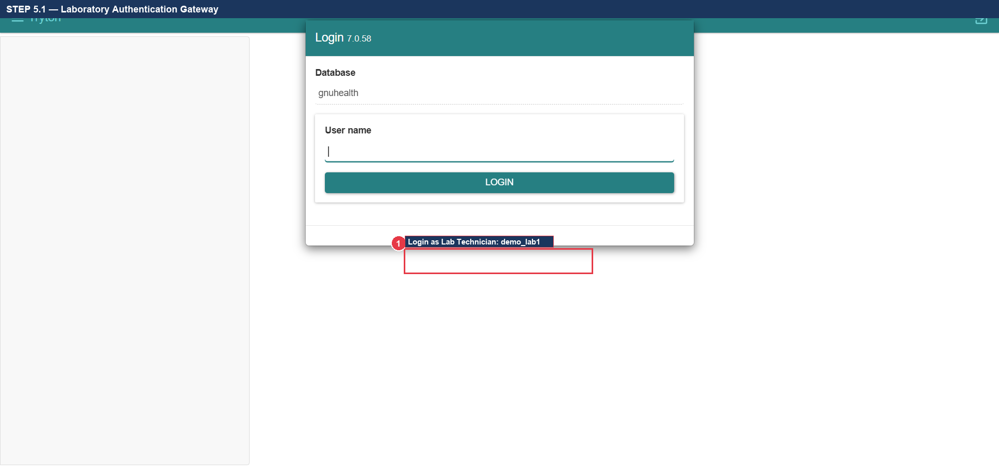 STEP 5.1 — Laboratory Authentication Gateway
Tryton
Login 7.0.58
Database
gnuhealth
User name
LOGIN
1 Login as Lab Technician: demo_lab1